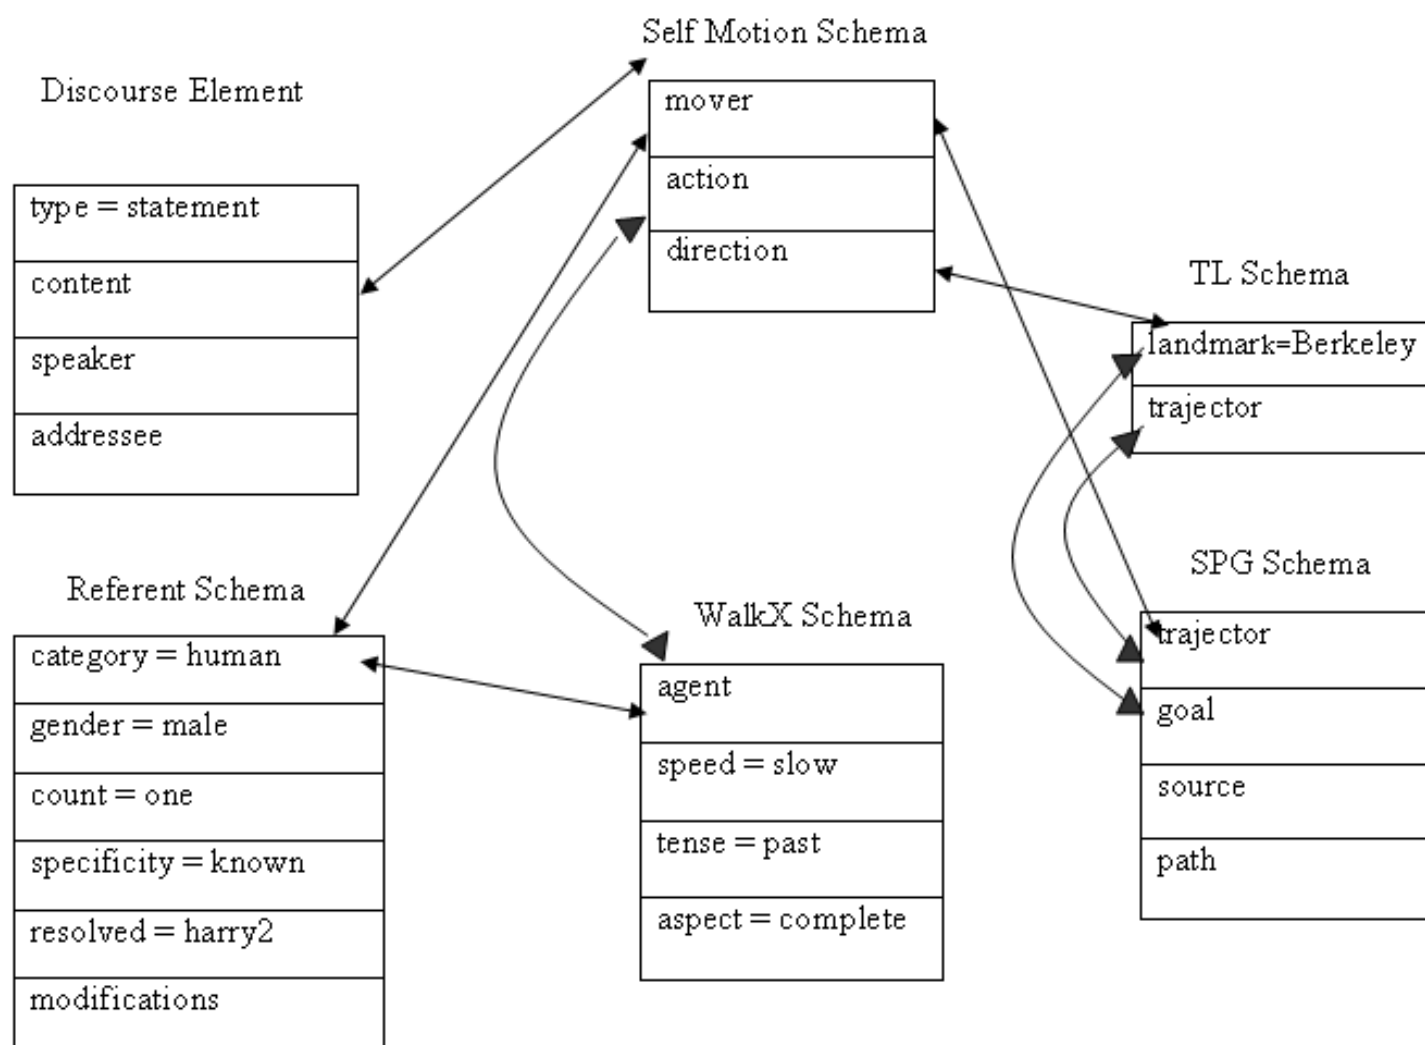 Self Motion Schema
mover
action
direction
Discourse Element
type = statement
content
speaker
addressee
TL Schema
landmark=Berkeley
trajector
Referent Schema
category = human
gender = male
count = one
specificity = known
resolved = harry2
modifications
WalkX Schema
agent
speed = slow
tense = past
aspect = complete
SPG Schema
trajector
goal
source
path